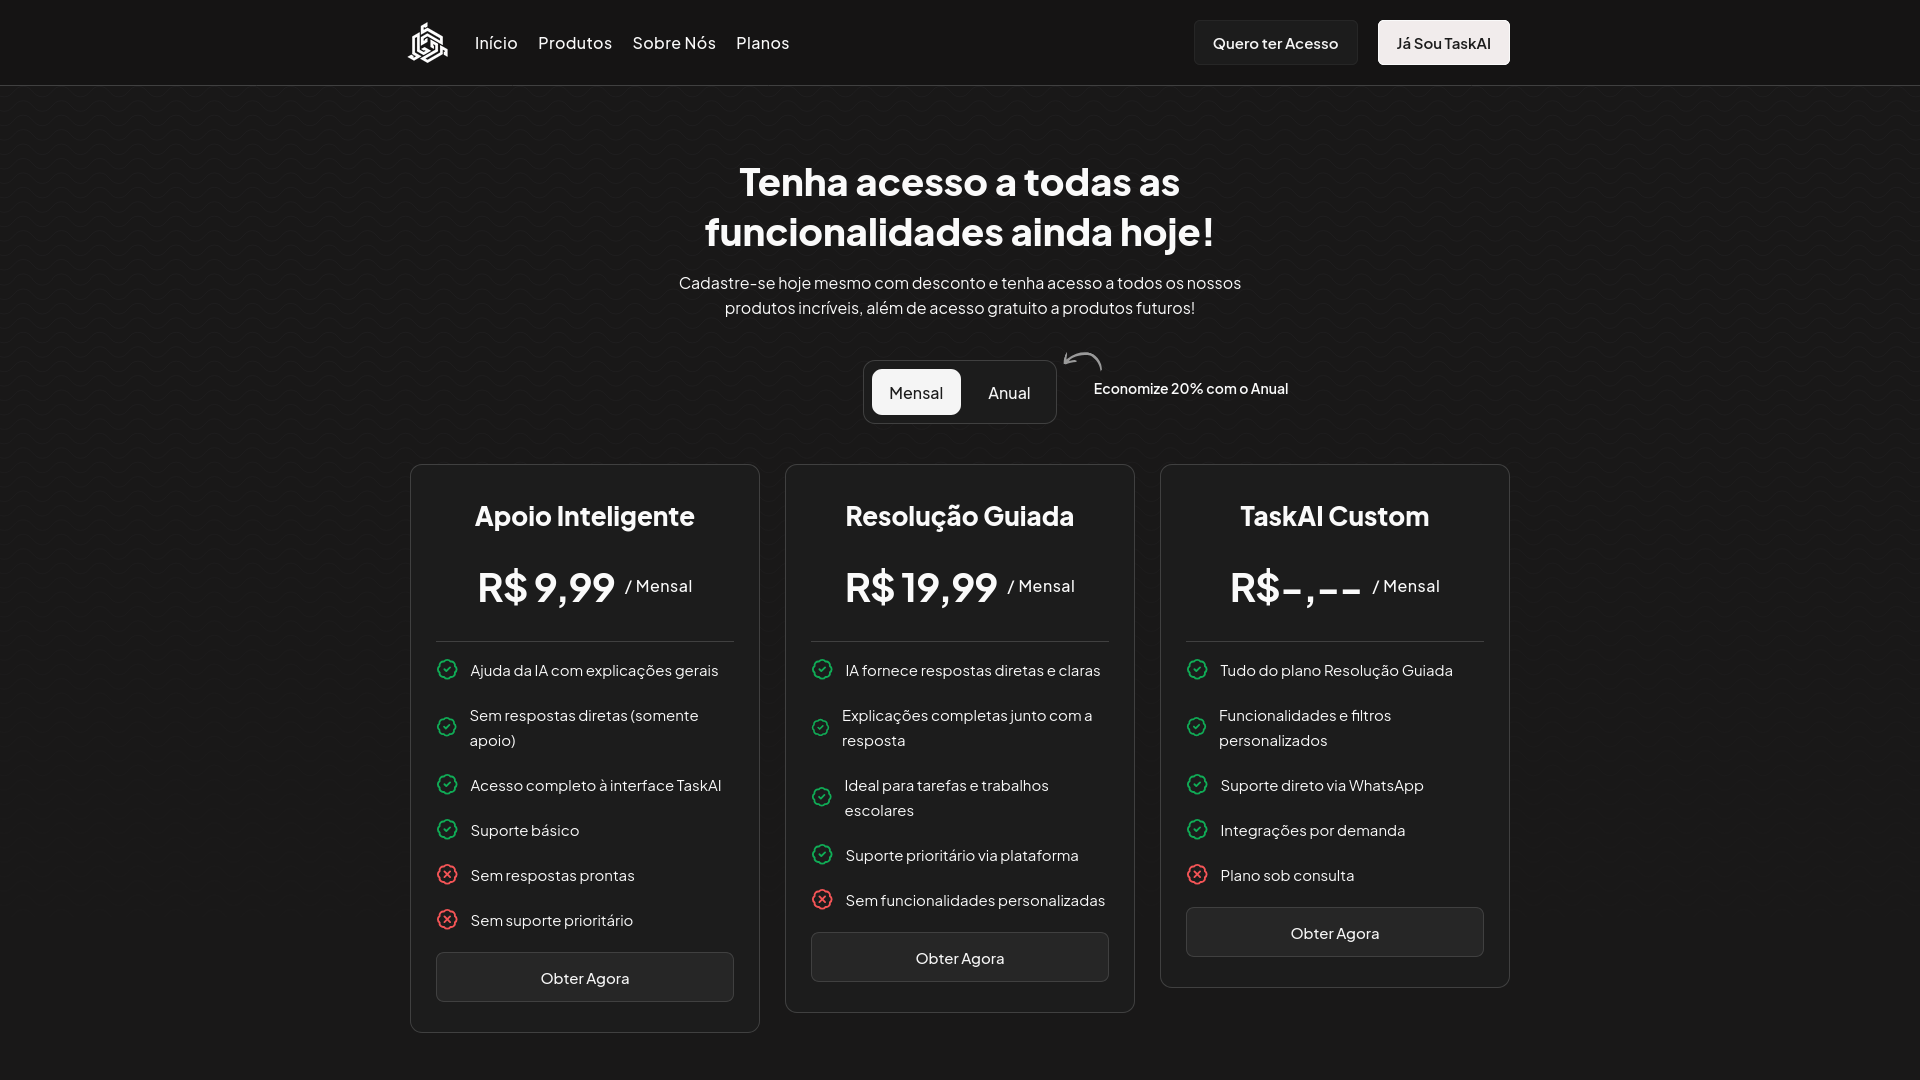 Início
Produtos
Sobre Nós
Planos
Quero ter Acesso
Já Sou TaskAI
Tenha acesso a todas as
funcionalidades ainda hoje!
Cadastre-se hoje mesmo com desconto e tenha acesso a todos os nossos
produtos incríveis, além de acesso gratuito a produtos futuros!
Mensal
Anual
Economize 20% com o Anual
Apoio Inteligente
R$ 9,99 / Mensal
Ajuda da IA com explicações gerais
Sem respostas diretas (somente
apoio)
Acesso completo à interface TaskAI
Suporte básico
Sem respostas prontas
Sem suporte prioritário
Obter Agora
Resolução Guiada
R$ 19,99 / Mensal
IA fornece respostas diretas e claras
Explicações completas junto com a
resposta
Ideal para tarefas e trabalhos
escolares
Suporte prioritário via plataforma
Sem funcionalidades personalizadas
Obter Agora
TaskAI Custom
R$-,-- / Mensal
Tudo do plano Resolução Guiada
Funcionalidades e filtros
personalizados
Suporte direto via WhatsApp
Integrações por demanda
Plano sob consulta
Obter Agora